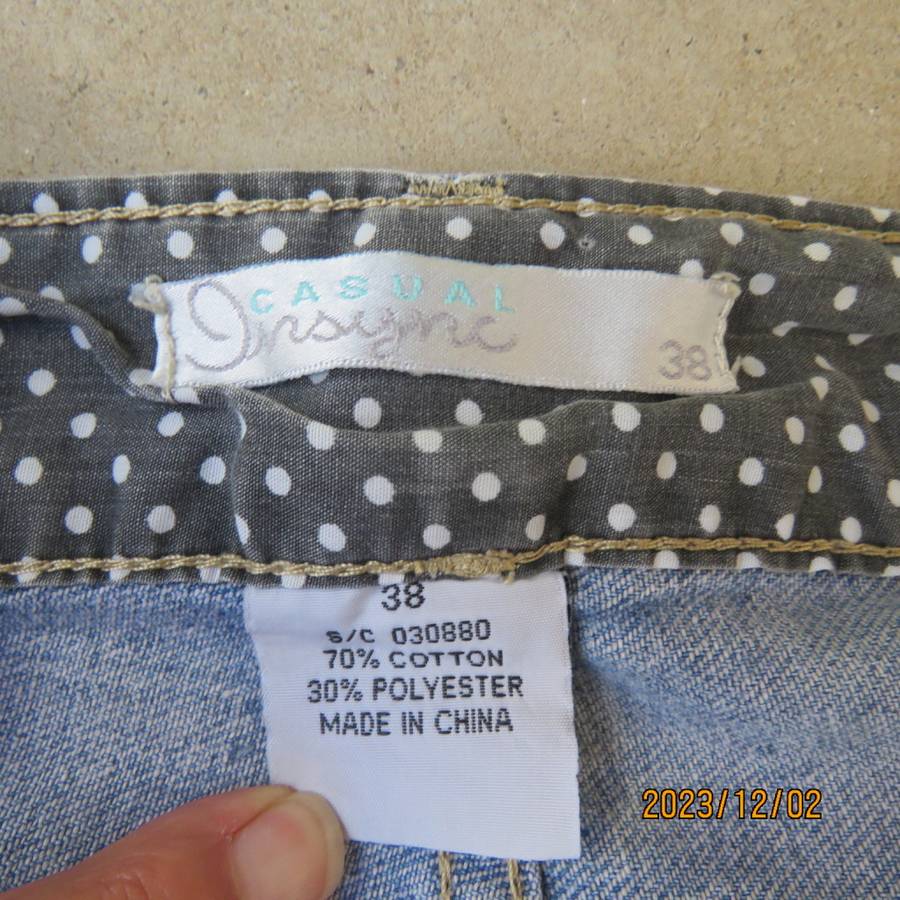 CASUAL
Insync
38
38
S/C 030880
70% COTTON
30% POLYESTER
MADE IN CHINA
2023/12/02